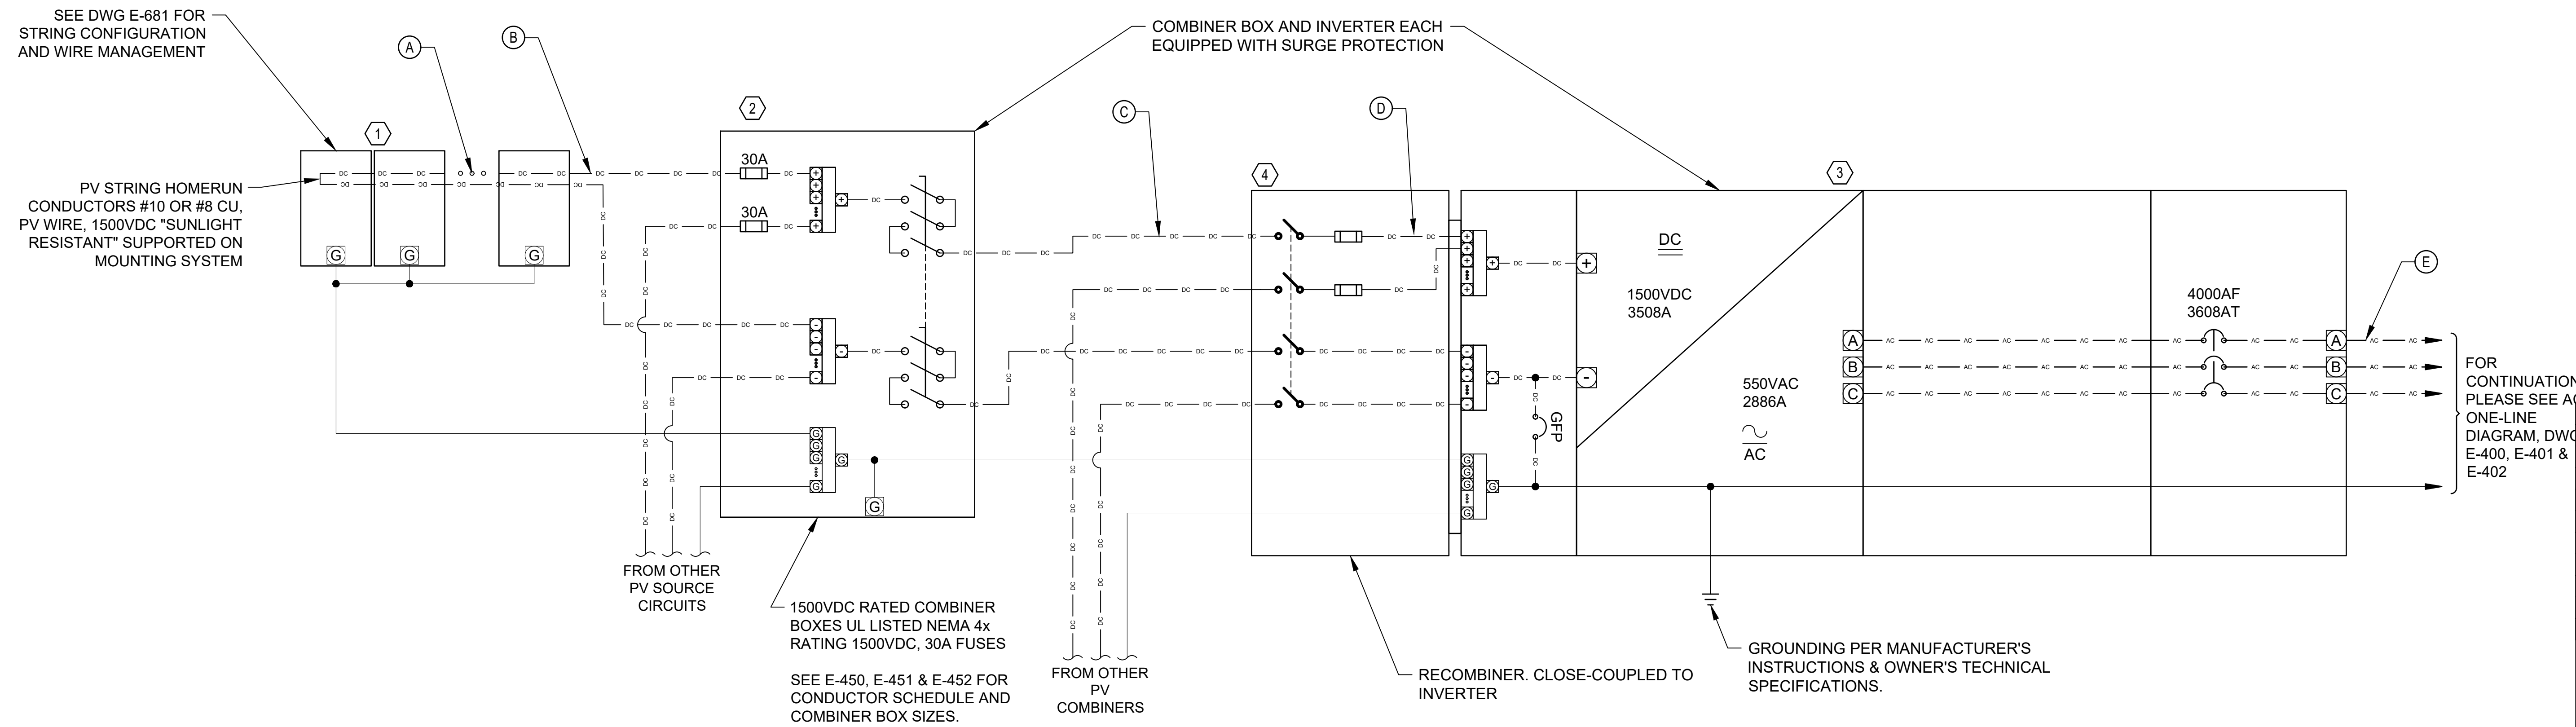 SEE DWG E-681 FOR
STRING CONFIGURATION
AND WIRE MANAGEMENT
A
B
COMBINER BOX AND INVERTER EACH
EQUIPPED WITH SURGE PROTECTION
1
2
C
D
4
3
PV STRING HOMERUN
CONDUCTORS #10 OR #8 CU,
PV WIRE, 1500VDC "SUNLIGHT
RESISTANT" SUPPORTED ON
MOUNTING SYSTEM
G
G
G
30A
30A
DC
1500VDC
3508A
550VAC
2886A
AC
GFP
A
B
C
4000AF
3608AT
A
B
C
E
FOR
CONTINUATION
PLEASE SEE AC
ONE-LINE
DIAGRAM, DWG
E-400, E-401 &
E-402
G
FROM OTHER
PV SOURCE
CIRCUITS
1500VDC RATED COMBINER
BOXES UL LISTED NEMA 4x
RATING 1500VDC, 30A FUSES
SEE E-450, E-451 & E-452 FOR
CONDUCTOR SCHEDULE AND
COMBINER BOX SIZES.
FROM OTHER
PV
COMBINERS
RECOMBINER. CLOSE-COUPLED TO
INVERTER
GROUNDING PER MANUFACTURER'S
INSTRUCTIONS & OWNER'S TECHNICAL
SPECIFICATIONS.